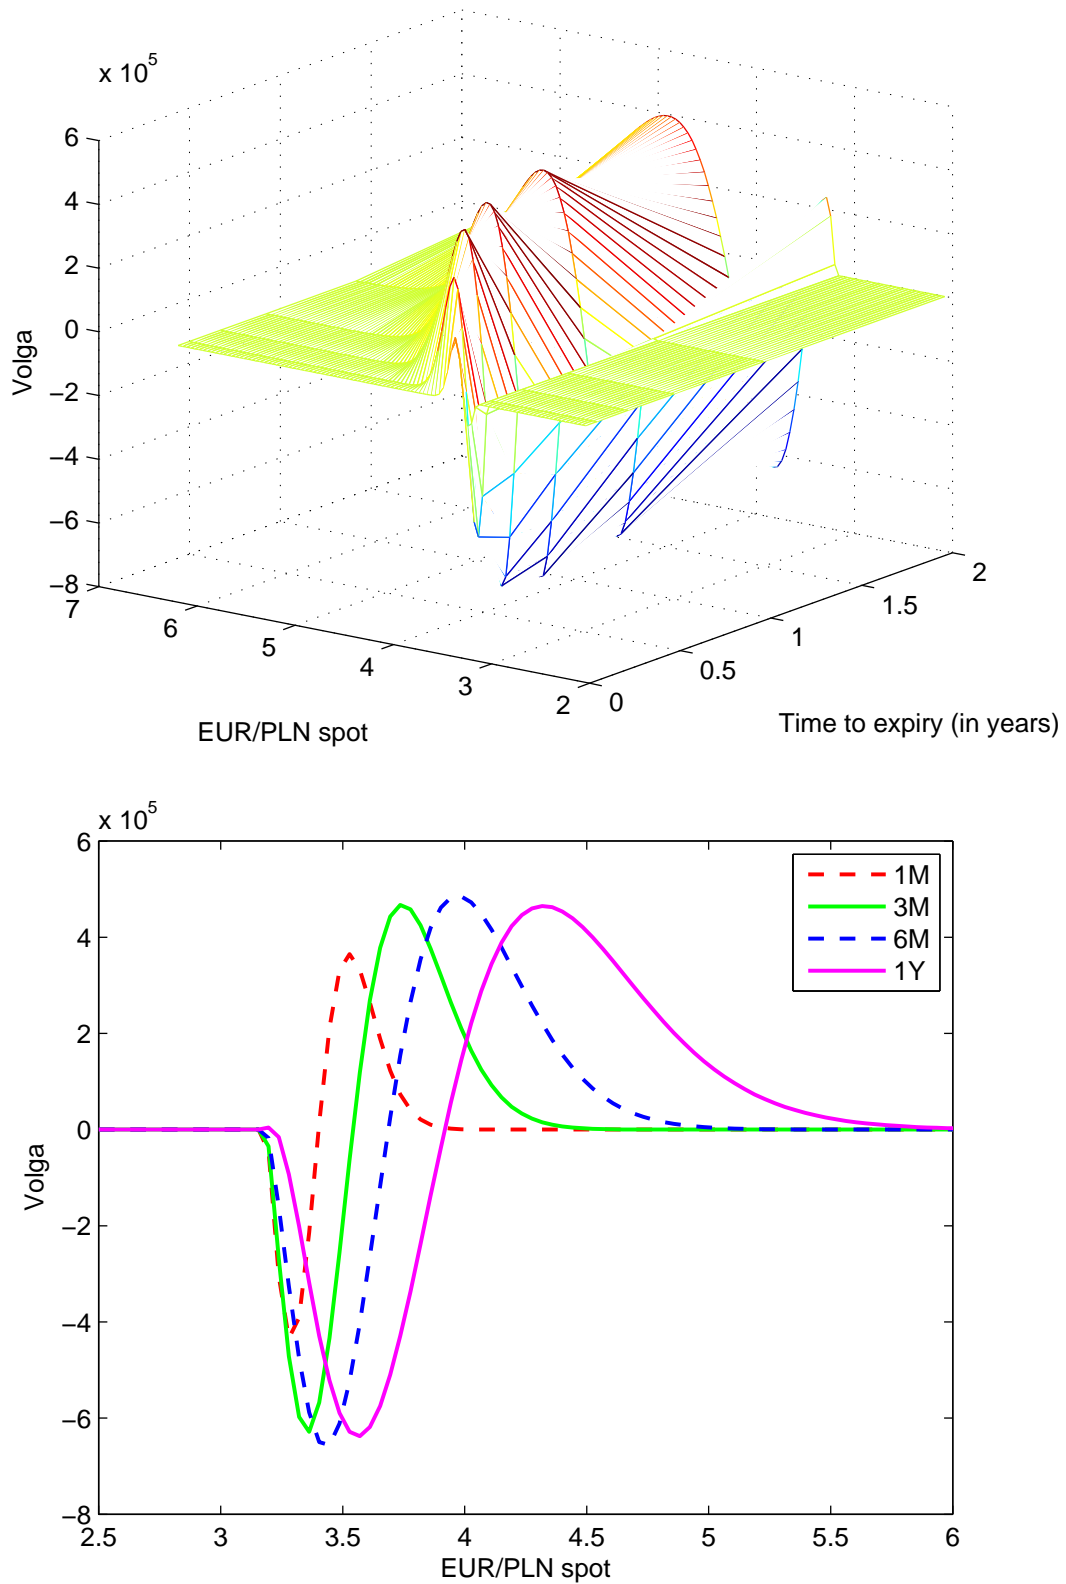 x 10^5
6
4
2
0
−2
−4
−6
−8
Volga
7
6
5
4
3
2
EUR/PLN spot
0
0.5
1
1.5
2
Time to expiry (in years)
x 10^5
6
4
2
0
−2
−4
−6
−8
Volga
1M
3M
6M
1Y
2.5 3 3.5 4 4.5 5 5.5 6
EUR/PLN spot